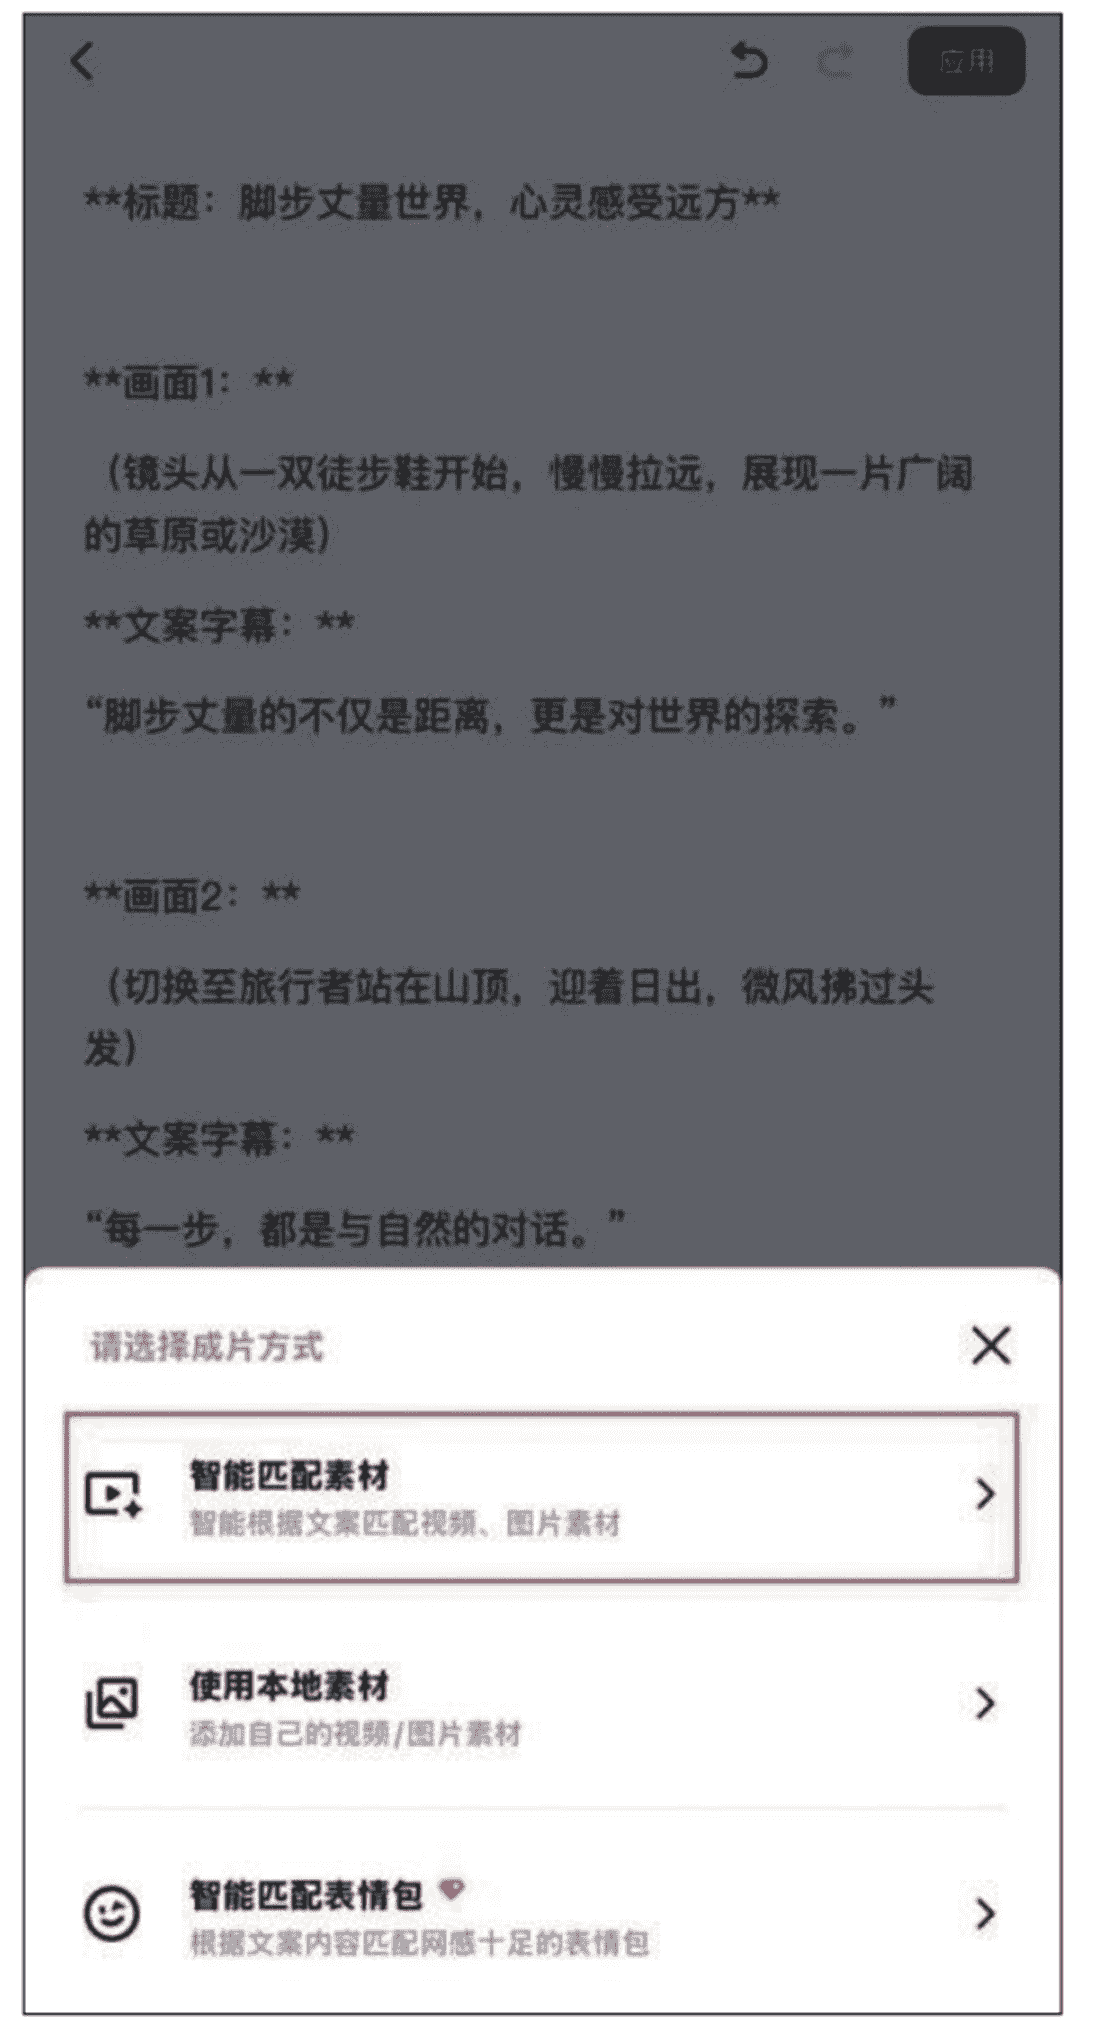 应用
**标题：脚步丈量世界，心灵感受远方**
**画面1：**
（镜头从一双徒步鞋开始，慢慢拉远，展现一片广阔
的草原或沙漠）
**文案字幕：**
“脚步丈量的不仅是距离，更是对世界的探索。”
**画面2：**
（切换至旅行者站在山顶，迎着日出，微风拂过头
发）
**文案字幕：**
“每一步，都是与自然的对话。”
请选择成片方式
智能匹配素材
智能根据文案匹配视频、图片素材
使用本地素材
添加自己的视频/图片素材
智能匹配表情包
根据文案内容匹配网感十足的表情包